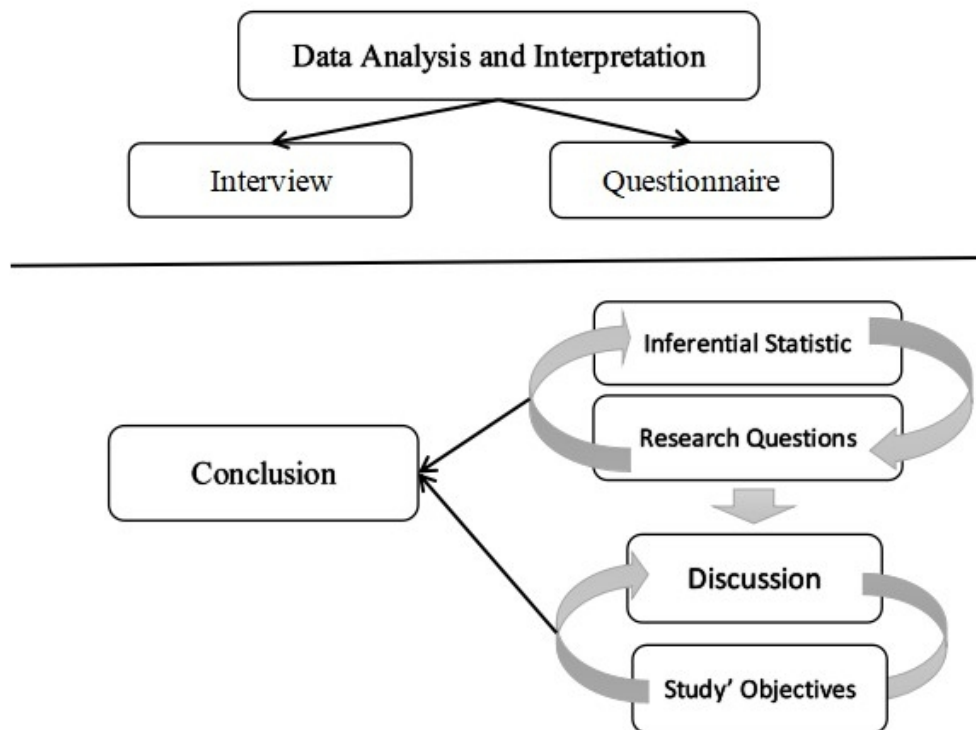 Data Analysis and Interpretation
Interview
Questionnaire
Inferential Statistic
Research Questions
Conclusion
Discussion
Study' Objectives